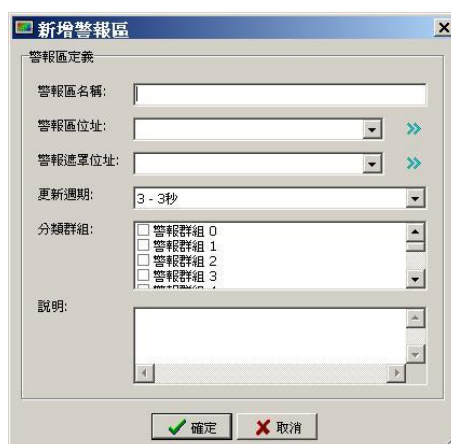 新增警報區
警報區定義
警報區名稱:
警報區位址:
警報遮罩位址:
更新週期:
3 - 3秒
分類群組:
警報群組 0
警報群組 1
警報群組 2
警報群組 3
說明:
確定
取消